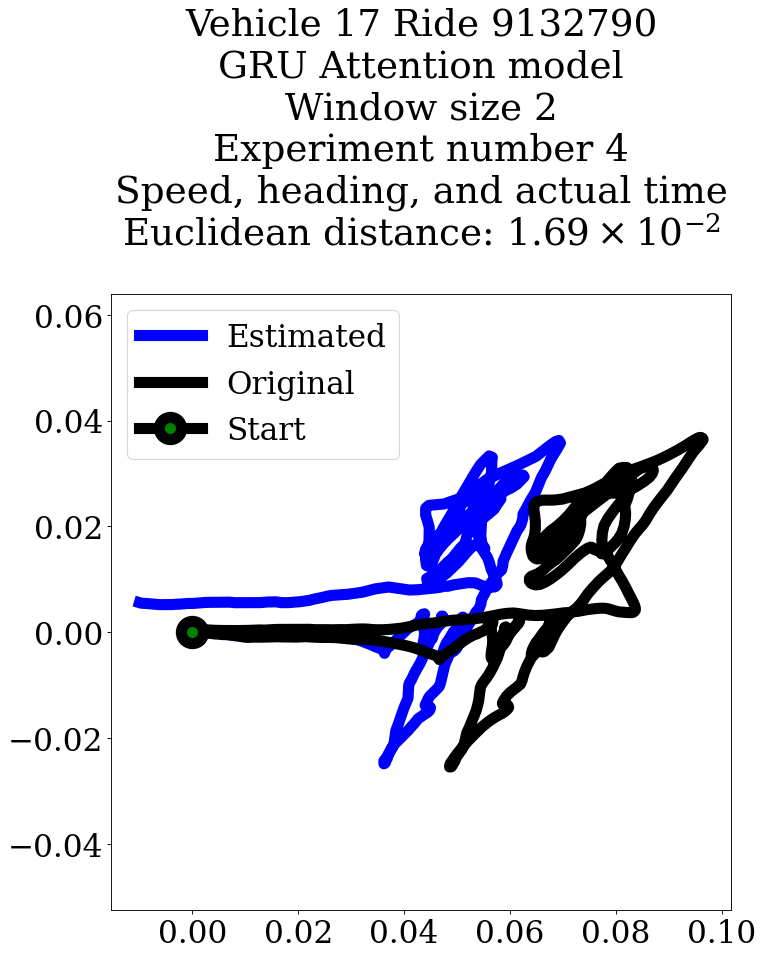 Vehicle 17 Ride 9132790
GRU Attention model
Window size 2
Experiment number 4
Speed, heading, and actual time
Euclidean distance: 1.69 × 10⁻²
Estimated
Original
Start
0.06
0.04
0.02
0.00
−0.02
−0.04
0.00 0.02 0.04 0.06 0.08 0.10